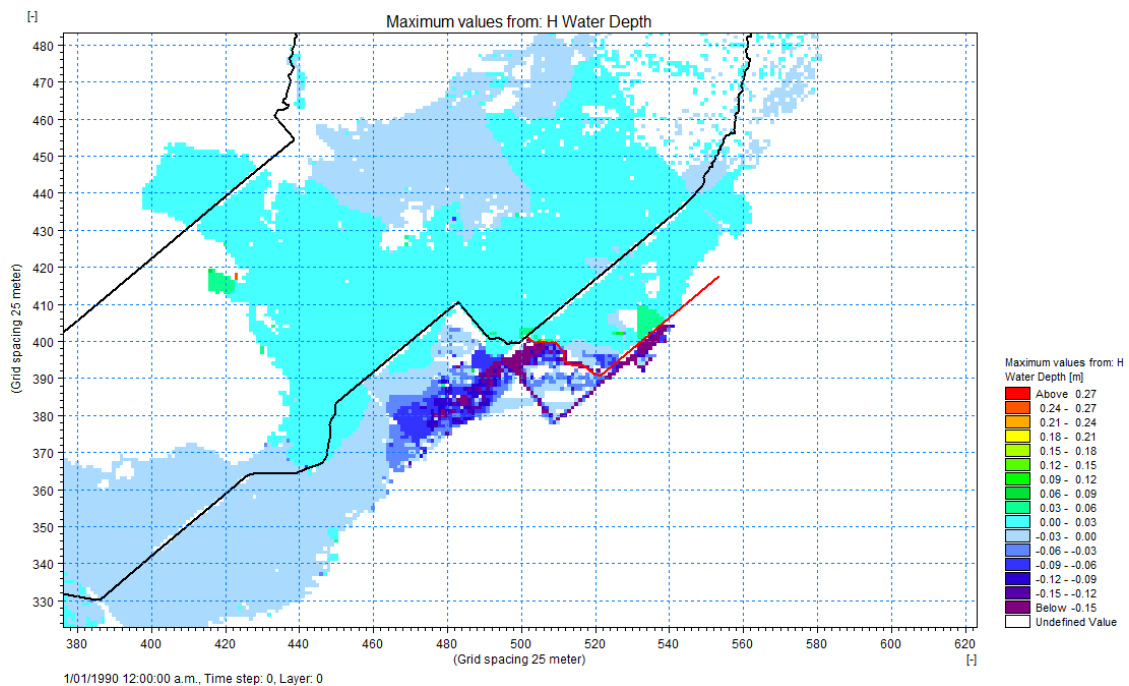 [-]
Maximum values from: H Water Depth
480
470
460
450
440
430
420
410
400
390
380
370
360
350
340
330
(Grid spacing 25 meter)
400 420 440 460 480 500 520 540 560 580 600 620
380
(Grid spacing 25 meter)
[-]
1/01/1990 12:00:00 a.m., Time step: 0, Layer: 0
Maximum values from: H
Water Depth [m]
Above 0.27
0.24 - 0.27
0.21 - 0.24
0.18 - 0.21
0.15 - 0.18
0.12 - 0.15
0.09 - 0.12
0.06 - 0.09
0.03 - 0.06
0.00 - 0.03
-0.03 - 0.00
-0.06 - -0.03
-0.09 - -0.06
-0.12 - -0.09
-0.15 - -0.12
Below -0.15
Undefined Value